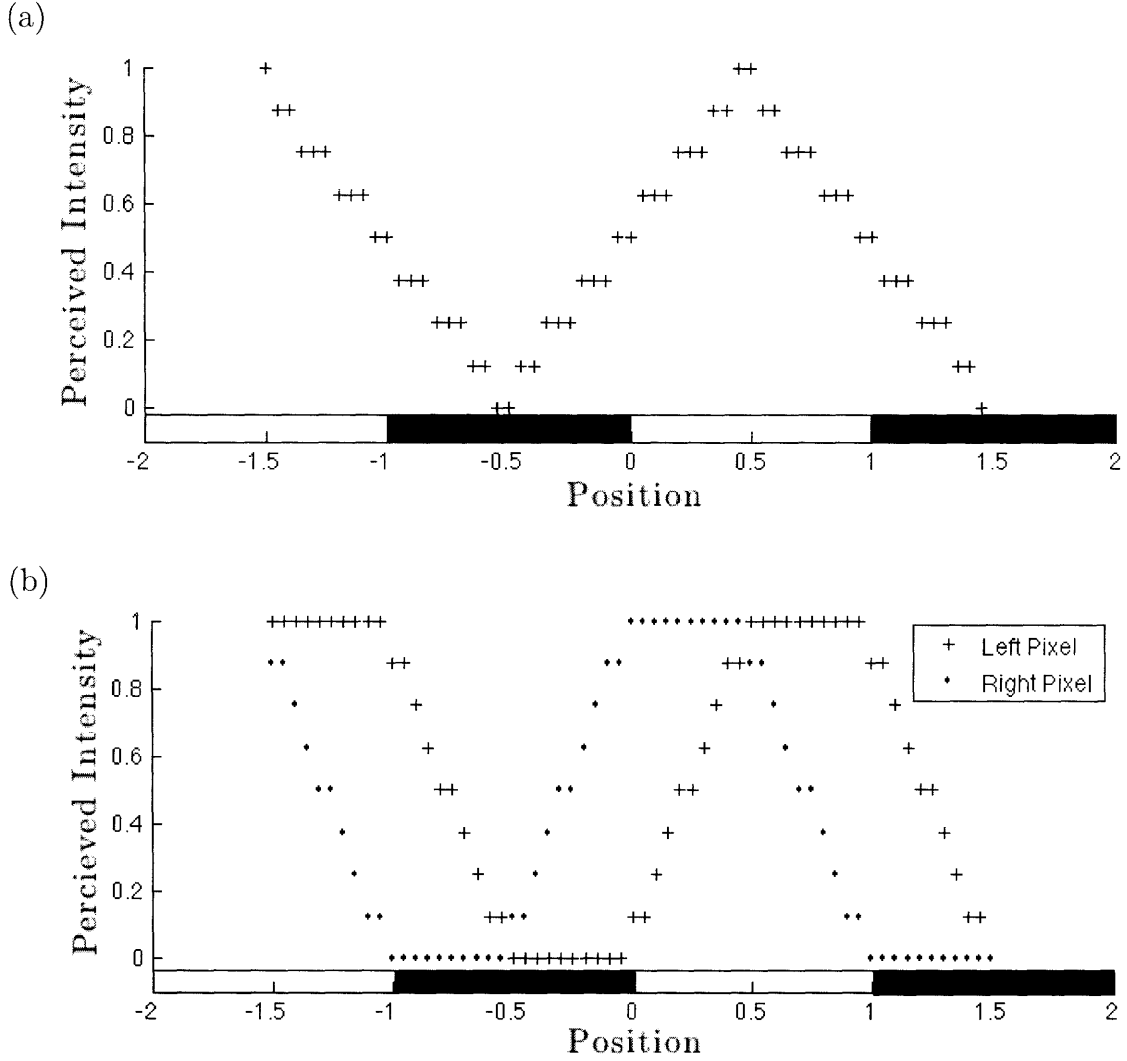 (a)
Perceived Intensity
1
0.8
0.6
0.4
0.2
0
-2 -1.5 -1 -0.5 0 0.5 1 1.5 2
Position
(b)
Percieved Intensity
1
0.8
0.6
0.4
0.2
0
Left Pixel
Right Pixel
-2 -1.5 -1 -0.5 0 0.5 1 1.5 2
Position